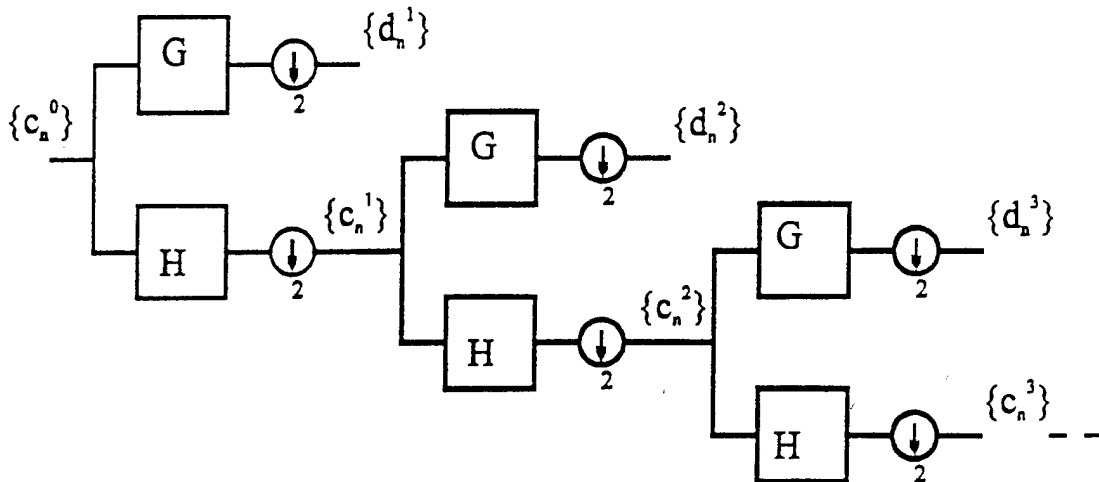 G
{d_n^1}
2
{c_n^0}
G
{d_n^2}
2
H
{c_n^1}
2
G
{d_n^3}
2
H
{c_n^2}
2
H
{c_n^3}
2